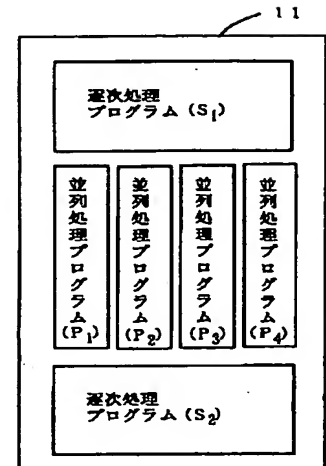 11
逐次処理
プログラム (S1)
並列処理プログラム (P1)
並列処理プログラム (P2)
並列処理プログラム (P3)
並列処理プログラム (P4)
逐次処理
プログラム (S2)